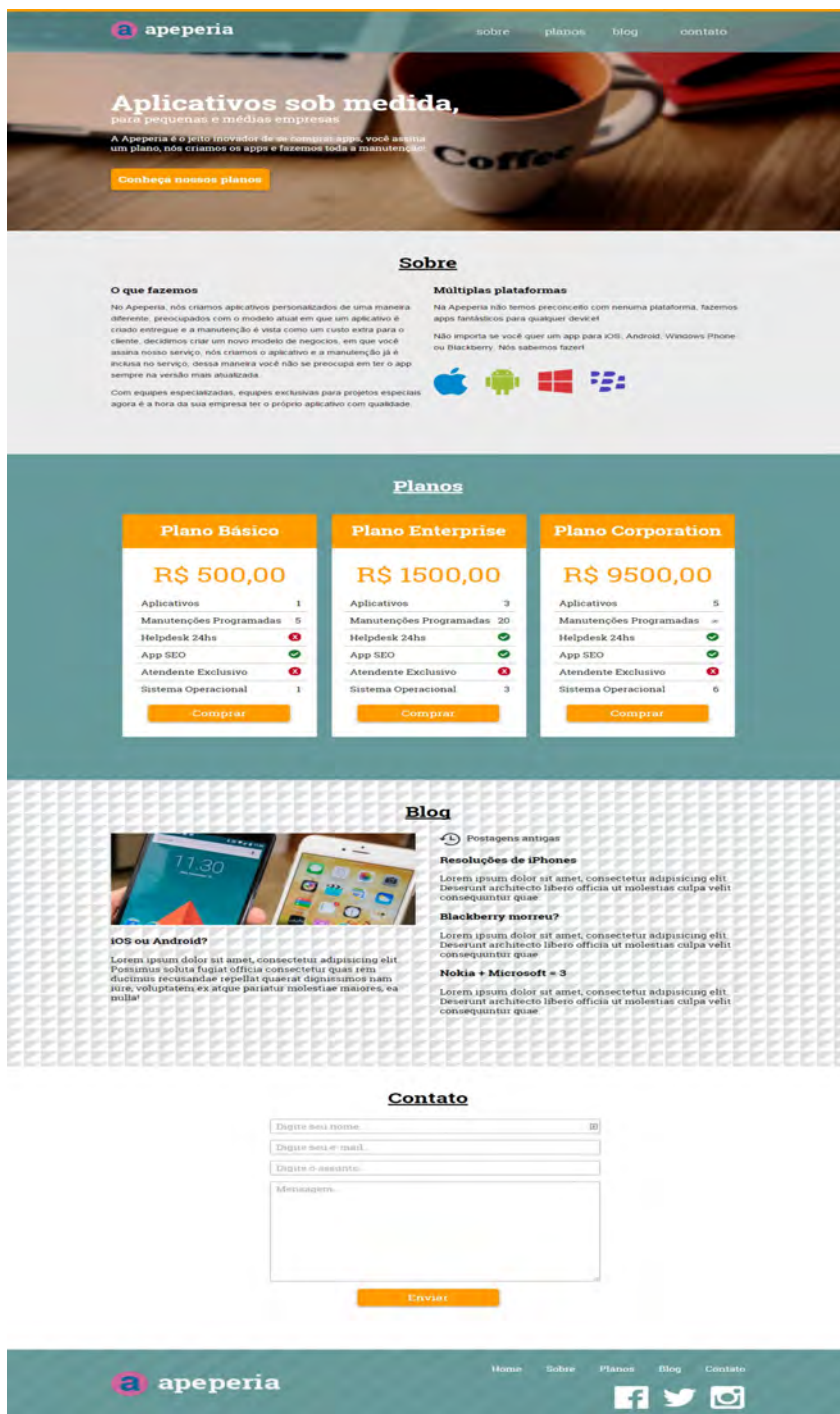 a apeperia
sobre planos blog contato
Aplicativos sob medida,
para pequenas e médias empresas
A Apeperia é o jeito inovador de se comprar apps, você assina
um plano, nós criamos os apps e fazemos toda a manutenção!
Conheça nossos planos
Coffee
Sobre
O que fazemos
No Apeperia, nós criamos aplicativos personalizados de uma maneira
diferente, preocupados com o modelo atual em que um aplicativo é
criado entregue e a manutenção é vista como um custo extra para o
cliente, decidimos criar um novo modelo de negocios, em que você
assina nosso serviço, nós criamos o aplicativo e a manutenção já é
inclusa no serviço, dessa maneira você não se preocupa em ter o app
sempre na versão mais atualizada.
Com equipes especializadas, equipes exclusivas para projetos especiais
agora é a hora da sua empresa ter o próprio aplicativo com qualidade.
Múltiplas plataformas
Na Apeperia não temos preconceito com nenuma plataforma, fazemos
apps fantásticos para qualquer device!
Não importa se você quer um app para iOS, Android, Windows Phone
ou Blackberry. Nós sabemos fazer!
Planos
Plano Básico
R$ 500,00
Aplicativos 1
Manutenções Programadas 5
Helpdesk 24hs
App SEO
Atendente Exclusivo
Sistema Operacional 1
Comprar
Plano Enterprise
R$ 1500,00
Aplicativos 3
Manutenções Programadas 20
Helpdesk 24hs
App SEO
Atendente Exclusivo
Sistema Operacional 3
Comprar
Plano Corporation
R$ 9500,00
Aplicativos 5
Manutenções Programadas ∞
Helpdesk 24hs
App SEO
Atendente Exclusivo
Sistema Operacional 6
Comprar
Blog
11:30
iOS ou Android?
Lorem ipsum dolor sit amet, consectetur adipisicing elit.
Possimus soluta fugiat officia consectetur quas rem
ducimus recusandae repellat quaerat dignissimos nam
iure, voluptatem ex atque pariatur molestiae maiores, ea
nulla!
Postagens antigas
Resoluções de iPhones
Lorem ipsum dolor sit amet, consectetur adipisicing elit.
Deserunt architecto libero officia ut molestias culpa velit
consequuntur quae
Blackberry morreu?
Lorem ipsum dolor sit amet, consectetur adipisicing elit.
Deserunt architecto libero officia ut molestias culpa velit
consequuntur quae
Nokia + Microsoft = 3
Lorem ipsum dolor sit amet, consectetur adipisicing elit.
Deserunt architecto libero officia ut molestias culpa velit
consequuntur quae
Contato
Digite seu nome...
Digite seu e-mail...
Digite o assunto...
Mensagem...
Enviar
a apeperia
Home Sobre Planos Blog Contato